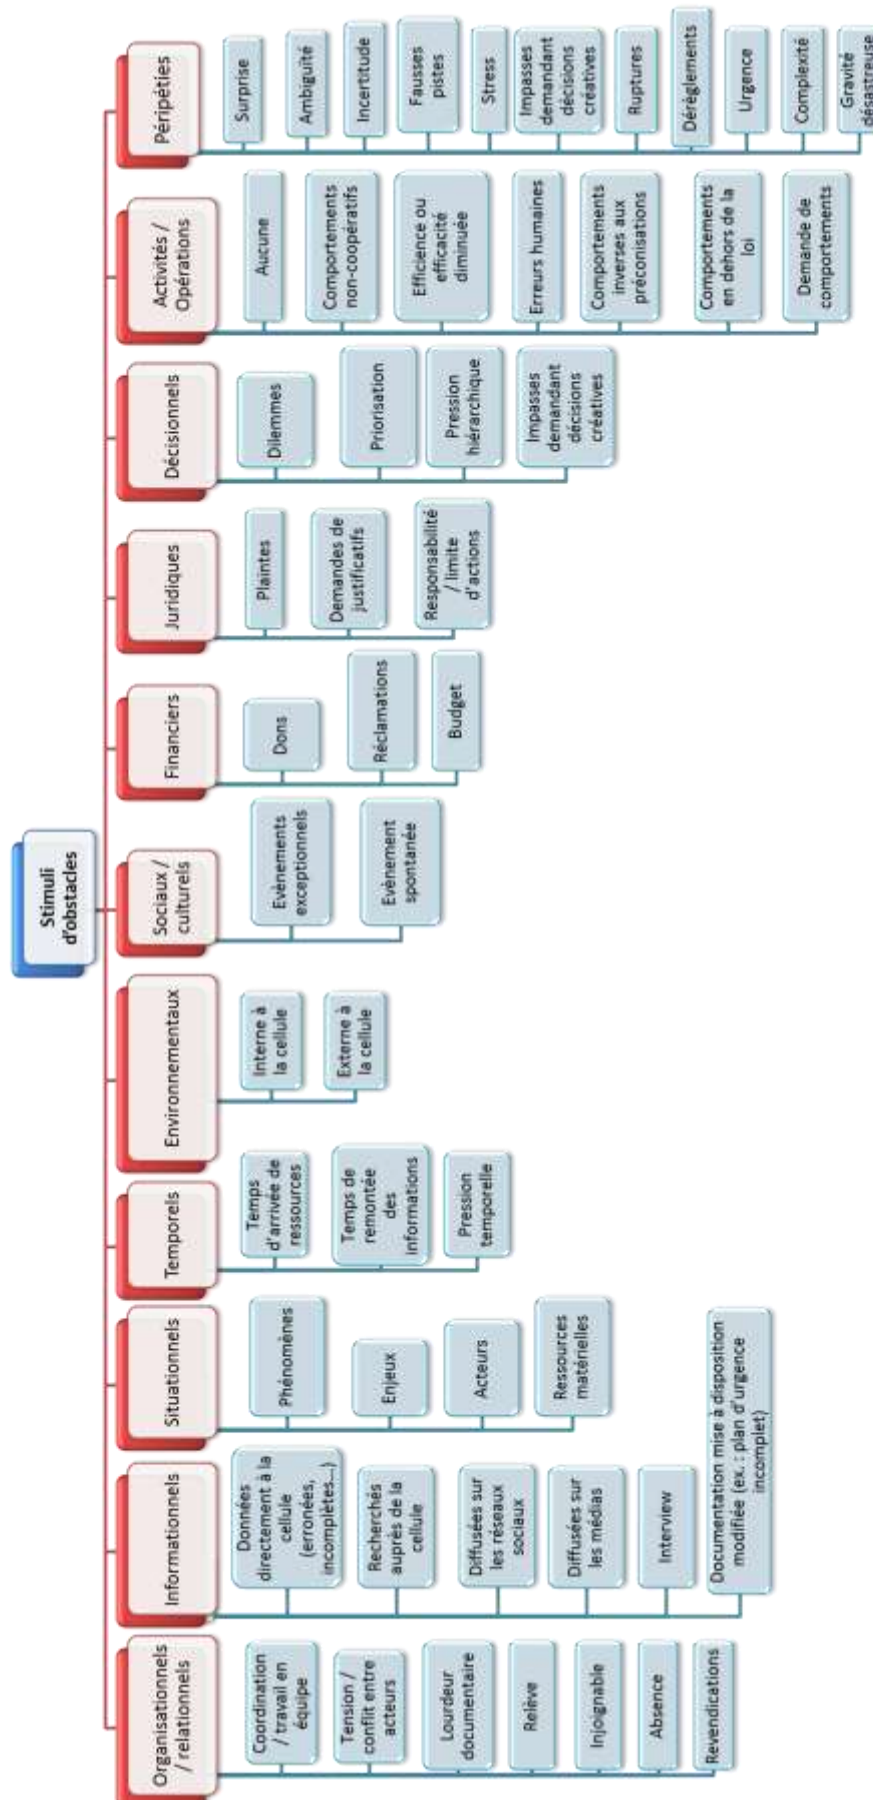 Stimuli
d'obstacles
Organisationnels
/ relationnels
Coordination
/ travail en
équipe
Tension /
conflit entre
acteurs
Lourdeur
documentaire
Relève
Injoignable
Absence
Revendications
Informationnels
Données
directement à la
cellule
(erronées,
incomplètes...)
Recherchés
auprès de la
cellule
Diffusées sur
les réseaux
sociaux
Diffusées sur
les médias
Interview
Documentation mise à disposition
modifiée (ex. : plan d'urgence
incomplet)
Situationnels
Phénomènes
Enjeux
Acteurs
Ressources
matérielles
Temporels
Temps
d'arrivée de
ressources
Temps de
remontée
des
informations
Pression
temporelle
Environnementaux
Interne à
la cellule
Externe à
la cellule
Sociaux /
culturels
Evènements
exceptionnels
Evènement
spontanée
Financiers
Dons
Réclamations
Budget
Juridiques
Plaintes
Demandes de
justificatifs
Responsabilité
/ limite
d'actions
Décisionnels
Dilemmes
Priorisation
Pression
hiérarchique
Impasses
demandant
décisions
créatives
Activités /
Opérations
Aucune
Comportements
non-coopératifs
Efficience ou
efficacité
diminuée
Erreurs humaines
Comportements
inverses aux
préconisations
Comportements
en dehors de la
loi
Demande de
comportements
Péripéties
Surprise
Ambiguïté
Incertitude
Fausses
pistes
Stress
Impasses
demandant
décisions
créatives
Ruptures
Dérèglements
Urgence
Complexité
Gravité
désastreuse